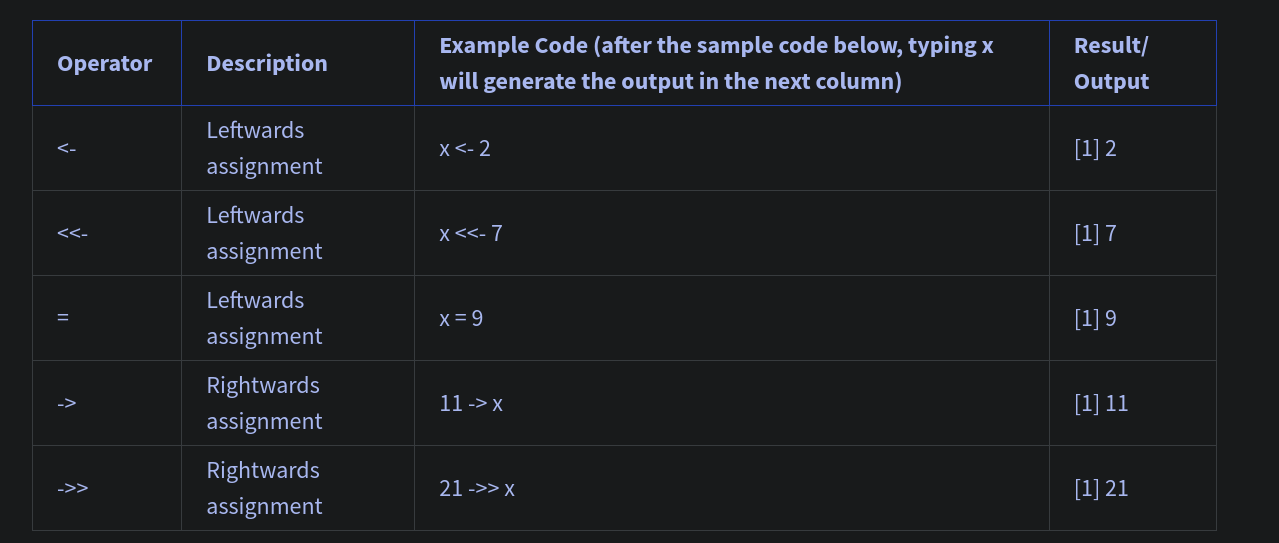 Operator
Description
Example Code (after the sample code below, typing x
will generate the output in the next column)
Result/
Output
<-
Leftwards
assignment
x <- 2
[1] 2
<<-
Leftwards
assignment
x <<- 7
[1] 7
=
Leftwards
assignment
x = 9
[1] 9
->
Rightwards
assignment
11 -> x
[1] 11
->>
Rightwards
assignment
21 ->> x
[1] 21